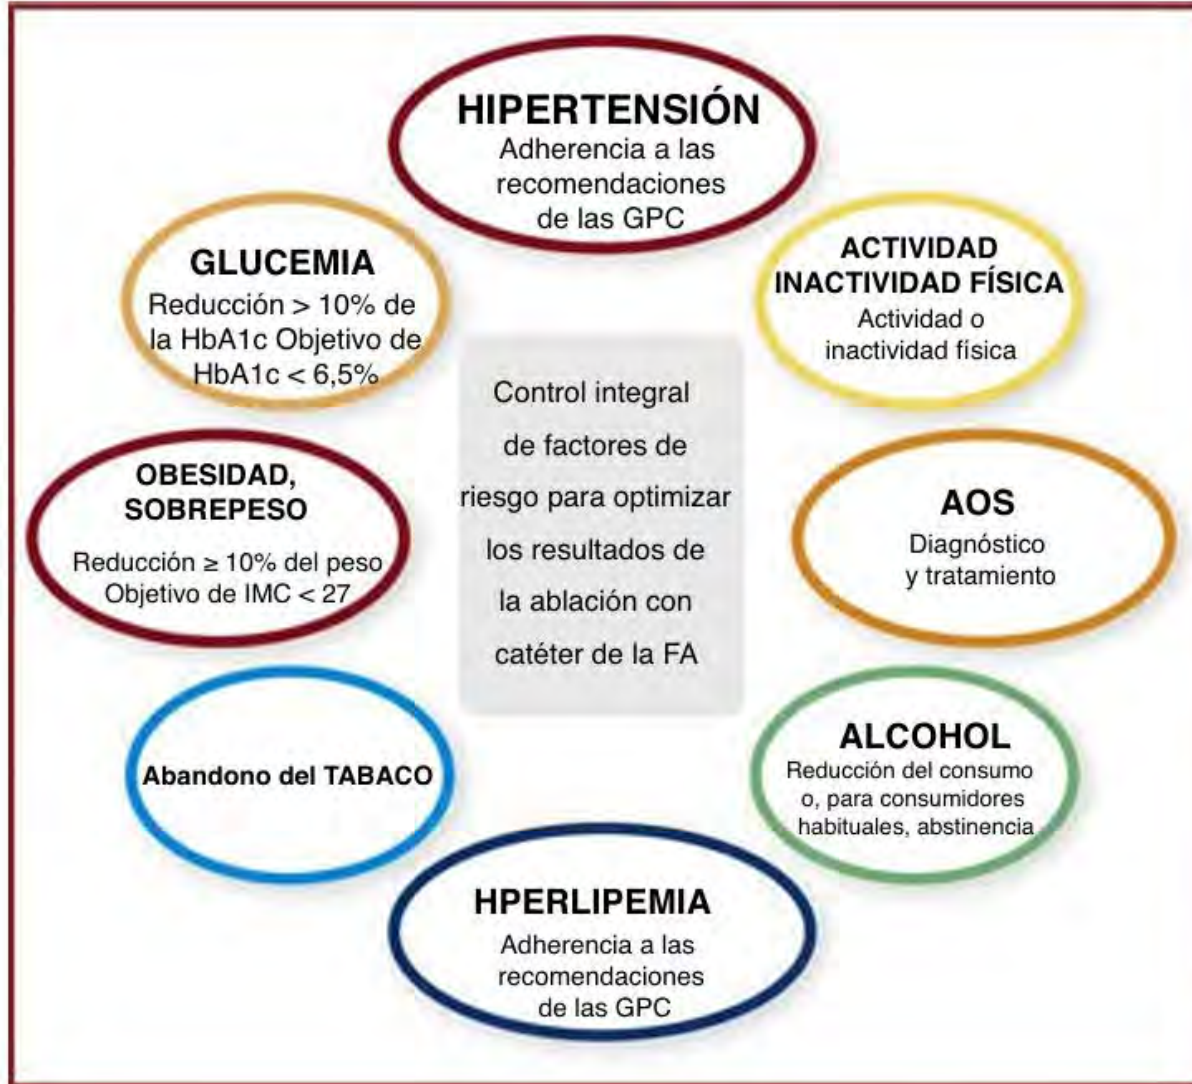 HIPERTENSIÓN
Adherencia a las
recomendaciones
de las GPC
GLUCEMIA
Reducción > 10% de
la HbA1c Objetivo de
HbA1c < 6,5%
ACTIVIDAD
INACTIVIDAD FÍSICA
Actividad o
inactividad física
Control integral
de factores de
riesgo para optimizar
los resultados de
la ablación con
catéter de la FA
OBESIDAD,
SOBREPESO
Reducción ≥ 10% del peso
Objetivo de IMC < 27
AOS
Diagnóstico
y tratamiento
Abandono del TABACO
ALCOHOL
Reducción del consumo
o, para consumidores
habituales, abstinencia
HPERLIPEMIA
Adherencia a las
recomendaciones
de las GPC